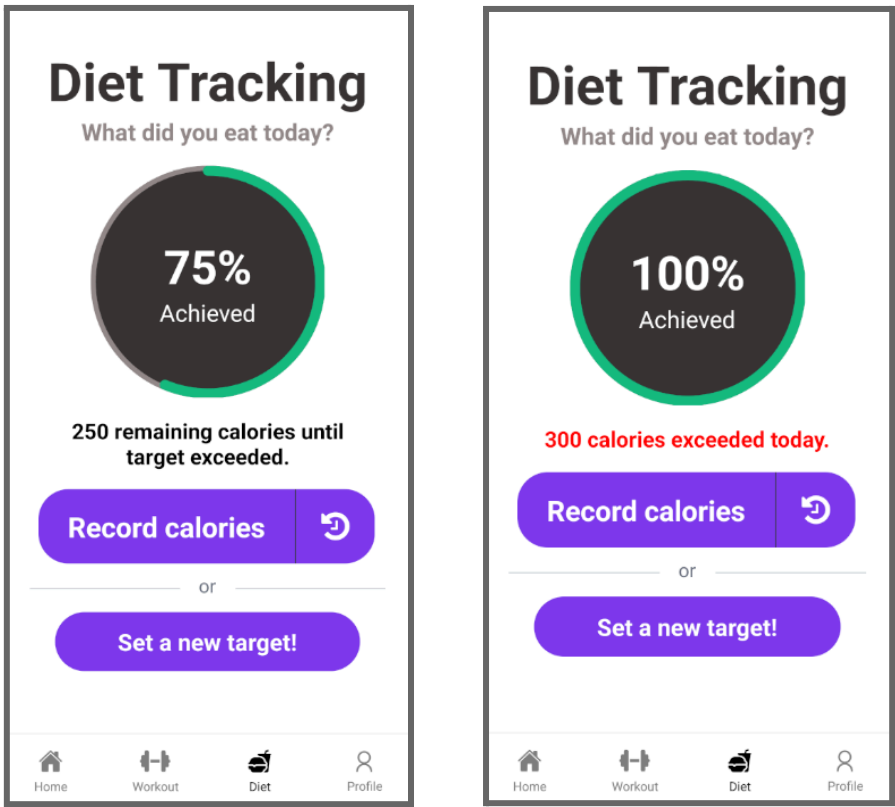 Diet Tracking
What did you eat today?
75%
Achieved
250 remaining calories until
target exceeded.
Record calories
or
Set a new target!
Home Workout Diet Profile
Diet Tracking
What did you eat today?
100%
Achieved
300 calories exceeded today.
Record calories
or
Set a new target!
Home Workout Diet Profile